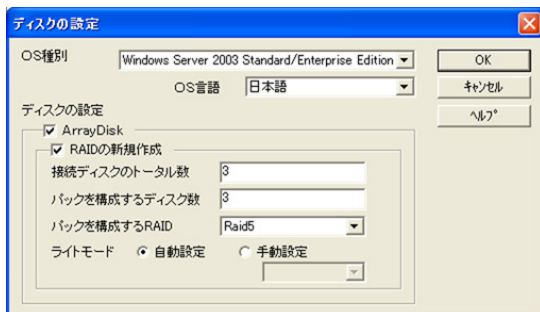 ディスクの設定
OS種別 Windows Server 2003 Standard/Enterprise Edition OK
OS言語 日本語 キャンセル
ヘルプ
ディスクの設定
ArrayDisk
RAIDの新規作成
接続ディスクのトータル数 3
パックを構成するディスク数 3
パックを構成するRAID Raid5
ライトモード 自動設定 手動設定